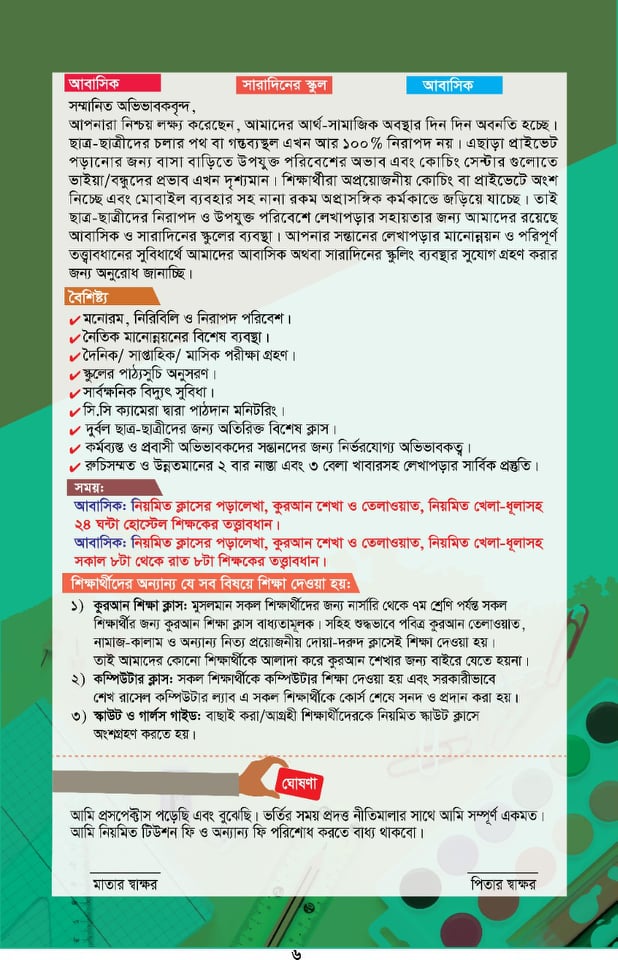 আবাসিক
সারাদিনের স্কুল
আবাসিক
সম্মানিত অভিভাবকবৃন্দ,
আপনারা নিশ্চয় লক্ষ্য করেছেন, আমাদের আর্থ-সামাজিক অবস্থার দিন দিন অবনতি হচ্ছে।
ছাত্র-ছাত্রীদের চলার পথ বা গন্তব্যস্থল এখন আর ১০০% নিরাপদ নয়। এছাড়া প্রাইভেট
পড়ানোর জন্য বাসা বাড়িতে উপযুক্ত পরিবেশের অভাব এবং কোচিং সেন্টার গুলোতে
ভাইয়া/বন্ধুদের প্রভাব এখন দৃশ্যমান। শিক্ষার্থীরা অপ্রয়োজনীয় কোচিং বা প্রাইভেটে অংশ
নিচ্ছে এবং মোবাইল ব্যবহার সহ নানা রকম অপ্রাসঙ্গিক কর্মকান্ডে জড়িয়ে যাচ্ছে। তাই
ছাত্র-ছাত্রীদের নিরাপদ ও উপযুক্ত পরিবেশে লেখাপড়ার সহায়তার জন্য আমাদের রয়েছে
আবাসিক ও সারাদিনের স্কুলের ব্যবস্থা। আপনার সন্তানের লেখাপড়ার মানোন্নয়ন ও পরিপূর্ণ
তত্ত্বাবধানের সুবিধার্থে আমাদের আবাসিক অথবা সারাদিনের স্কুলিং ব্যবস্থার সুযোগ গ্রহণ করার
জন্য অনুরোধ জানাচ্ছি।
বৈশিষ্ট্য
✔ মনোরম, নিরিবিলি ও নিরাপদ পরিবেশ।
✔ নৈতিক মানোন্নয়নের বিশেষ ব্যবস্থা।
✔ দৈনিক/ সাপ্তাহিক/ মাসিক পরীক্ষা গ্রহণ।
✔ স্কুলের পাঠ্যসুচি অনুসরণ।
✔ সার্বক্ষনিক বিদ্যুৎ সুবিধা।
✔ সি.সি ক্যামেরা দ্বারা পাঠদান মনিটরিং।
✔ দুর্বল ছাত্র-ছাত্রীদের জন্য অতিরিক্ত বিশেষ ক্লাস।
✔ কর্মব্যস্ত ও প্রবাসী অভিভাবকদের সন্তানদের জন্য নির্ভরযোগ্য অভিভাবকত্ব।
✔ রুচিসম্মত ও উন্নতমানের ২ বার নাস্তা এবং ৩ বেলা খাবারসহ লেখাপড়ার সার্বিক প্রস্তুতি।
সময়:
আবাসিক: নিয়মিত ক্লাসের পড়ালেখা, কুরআন শেখা ও তেলাওয়াত, নিয়মিত খেলা-ধূলাসহ
২৪ ঘন্টা হোস্টেল শিক্ষকের তত্ত্বাবধান।
আবাসিক: নিয়মিত ক্লাসের পড়ালেখা, কুরআন শেখা ও তেলাওয়াত, নিয়মিত খেলা-ধূলাসহ
সকাল ৮টা থেকে রাত ৮টা শিক্ষকের তত্ত্বাবধান।
শিক্ষার্থীদের অন্যান্য যে সব বিষয়ে শিক্ষা দেওয়া হয়:
১) কুরআন শিক্ষা ক্লাস: মুসলমান সকল শিক্ষার্থীদের জন্য নার্সারি থেকে ৭ম শ্রেণি পর্যন্ত সকল
শিক্ষার্থীর জন্য কুরআন শিক্ষা ক্লাস বাধ্যতামূলক। সহিহ শুদ্ধভাবে পবিত্র কুরআন তেলাওয়াত,
নামাজ-কালাম ও অন্যান্য নিত্য প্রয়োজনীয় দোয়া-দরুদ ক্লাসেই শিক্ষা দেওয়া হয়।
তাই আমাদের কোনো শিক্ষার্থীকে আলাদা করে কুরআন শেখার জন্য বাইরে যেতে হয়না।
২) কম্পিউটার ক্লাস: সকল শিক্ষার্থীকে কম্পিউটার শিক্ষা দেওয়া হয় এবং সরকারীভাবে
শেখ রাসেল কম্পিউটার ল্যাব এ সকল শিক্ষার্থীকে কোর্স শেষে সনদ ও প্রদান করা হয়।
৩) স্কাউট ও গার্লস গাইড: বাছাই করা/আগ্রহী শিক্ষার্থীদেরকে নিয়মিত স্কাউট ক্লাসে
অংশগ্রহণ করতে হয়।
ঘোষণা
আমি প্রসপেক্টাস পড়েছি এবং বুঝেছি। ভর্তির সময় প্রদত্ত নীতিমালার সাথে আমি সম্পূর্ণ একমত।
আমি নিয়মিত টিউশন ফি ও অন্যান্য ফি পরিশোধ করতে বাধ্য থাকবো।
মাতার স্বাক্ষর
পিতার স্বাক্ষর
৬